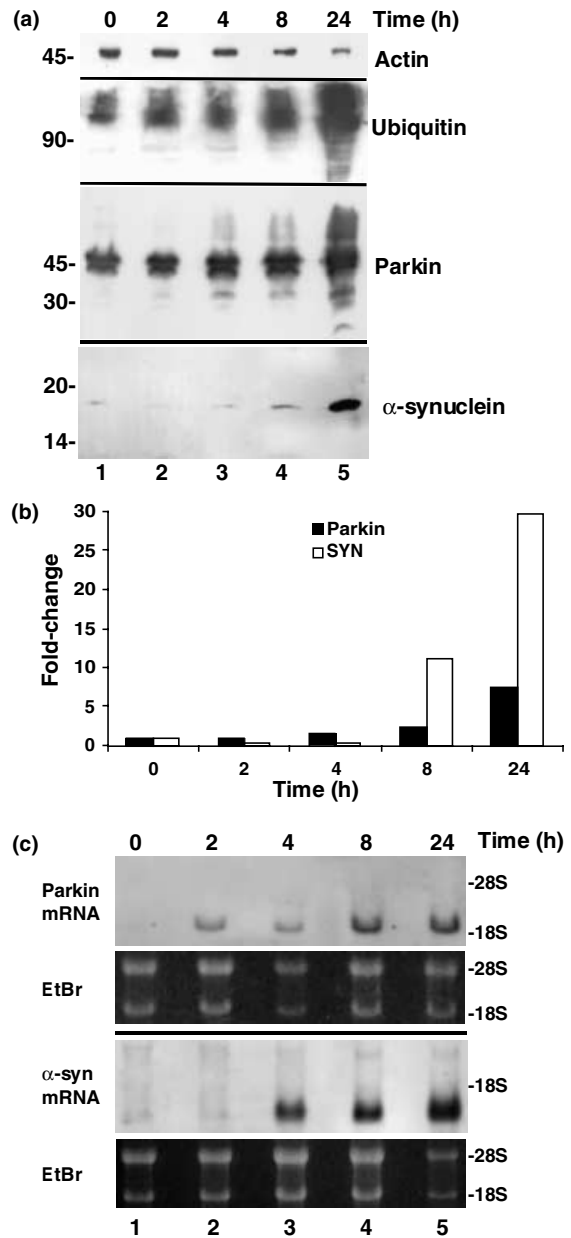 (a) 0 2 4 8 24 Time (h)
45- Actin
Ubiquitin
90-
45- Parkin
30-
20-
α-synuclein
14-
1 2 3 4 5
(b)
30
25
20
15
10
5
0
Fold-change
Parkin
SYN
0 2 4 8 24
Time (h)
(c) 0 2 4 8 24 Time (h)
Parkin mRNA
-28S
-18S
EtBr
-28S
-18S
α-syn mRNA
-18S
EtBr
-28S
-18S
1 2 3 4 5